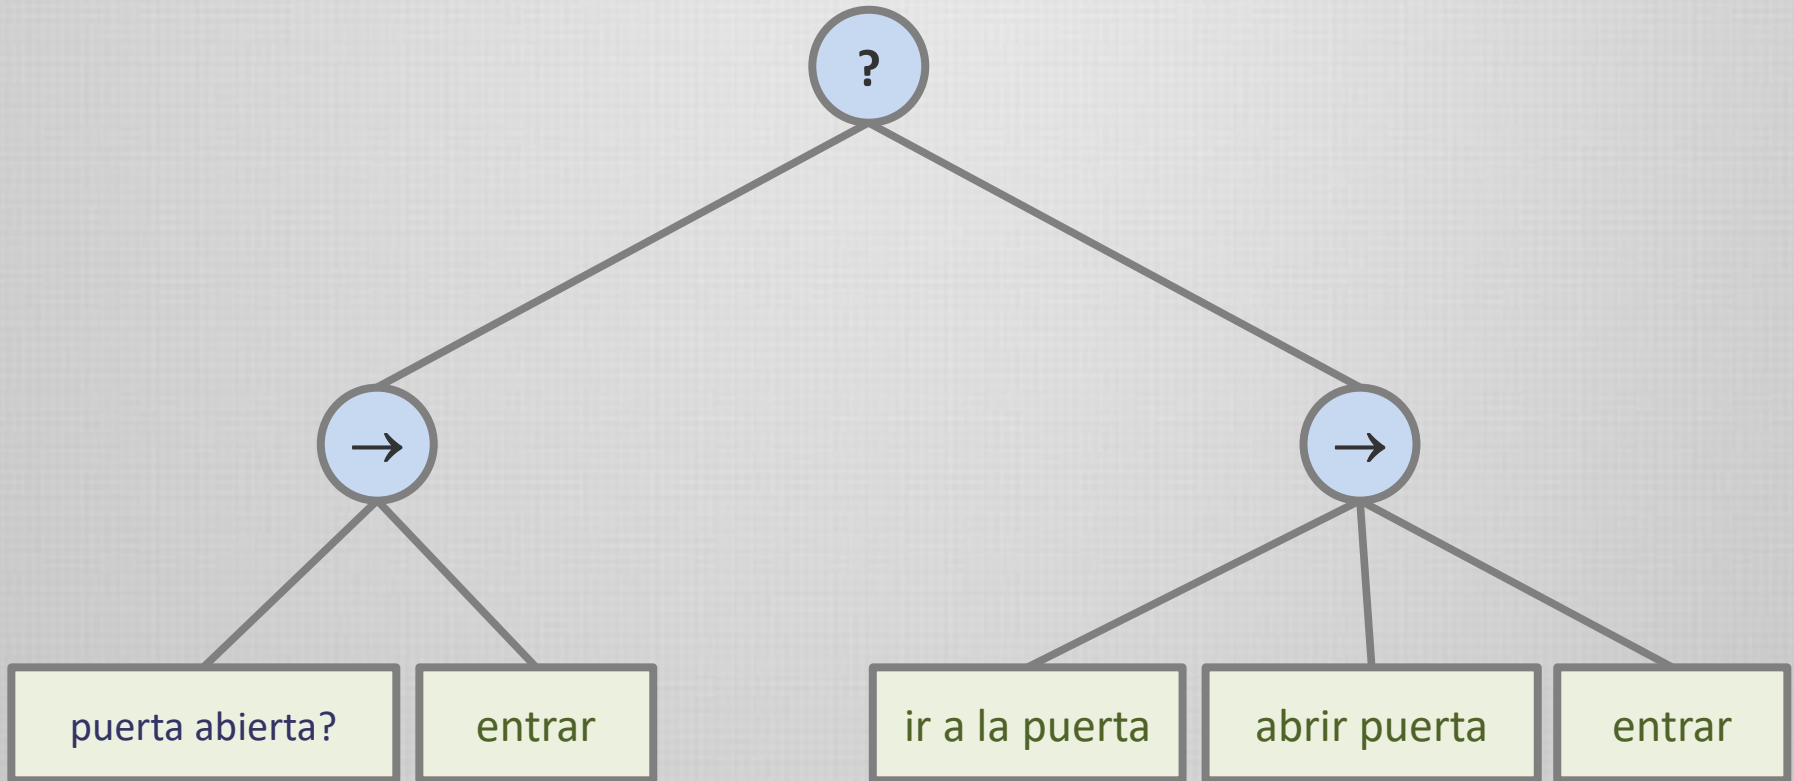 ?
→
→
puerta abierta?
entrar
ir a la puerta
abrir puerta
entrar